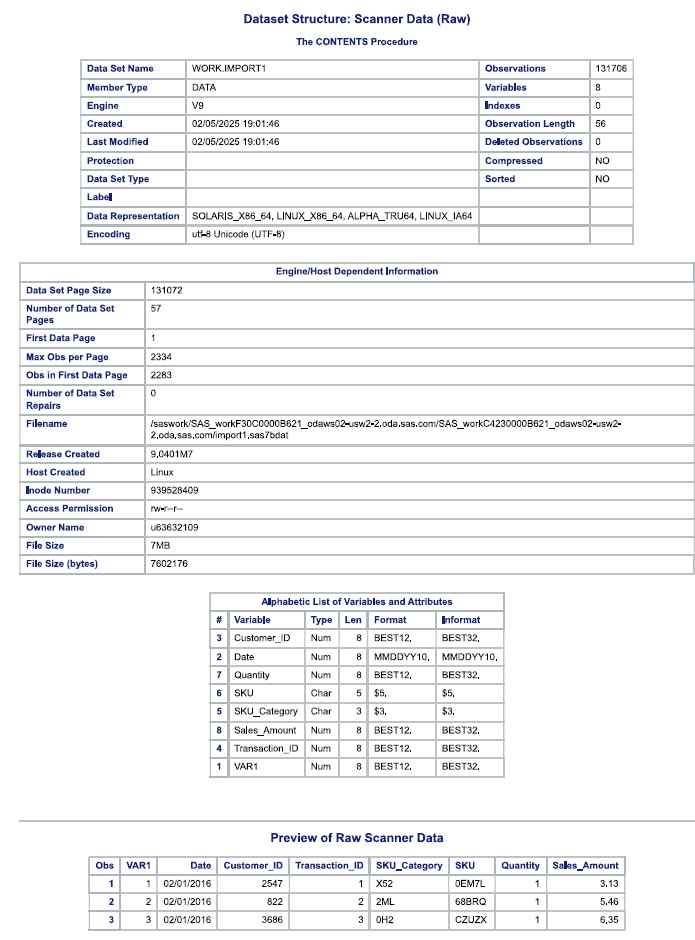 Dataset Structure: Scanner Data (Raw)
The CONTENTS Procedure
Data Set Name WORK.IMPORT1 Observations 131706
Member Type DATA Variables 8
Engine V9 Indexes 0
Created 02/05/2025 19:01:46 Observation Length 56
Last Modified 02/05/2025 19:01:46 Deleted Observations 0
Protection Compressed NO
Data Set Type Sorted NO
Label
Data Representation SOLARIS_X86_64, LINUX_X86_64, ALPHA_TRU64, LINUX_IA64
Encoding utf-8 Unicode (UTF-8)
Engine/Host Dependent Information
Data Set Page Size 131072
Number of Data Set Pages 57
First Data Page 1
Max Obs per Page 2334
Obs in First Data Page 2283
Number of Data Set Repairs 0
Filename /saswork/SAS_workF30C0000B621_odaws02-usw2-2.oda.sas.com/SAS_workC4230000B621_odaws02-usw2-
2.oda.sas.com/import1.sas7bdat
Release Created 9.0401M7
Host Created Linux
Inode Number 939528409
Access Permission rw-r--r--
Owner Name u63632109
File Size 7MB
File Size (bytes) 7602176
Alphabetic List of Variables and Attributes
# Variable Type Len Format Informat
3 Customer_ID Num 8 BEST12. BEST32.
2 Date Num 8 MMDDYY10. MMDDYY10.
7 Quantity Num 8 BEST12. BEST32.
6 SKU Char 5 $5. $5.
5 SKU_Category Char 3 $3. $3.
8 Sales_Amount Num 8 BEST12. BEST32.
4 Transaction_ID Num 8 BEST12. BEST32.
1 VAR1 Num 8 BEST12. BEST32.
Preview of Raw Scanner Data
Obs VAR1 Date Customer_ID Transaction_ID SKU_Category SKU Quantity Sales_Amount
1 1 02/01/2016 2547 1 X52 0EM7L 1 3.13
2 2 02/01/2016 822 2 2ML 68BRQ 1 5.46
3 3 02/01/2016 3686 3 0H2 CZUZX 1 6.35